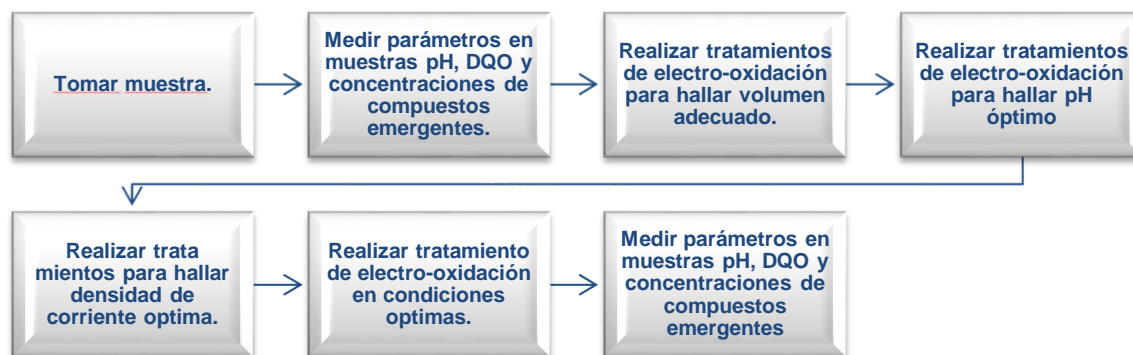 Tomar muestra.
Medir parámetros en
muestras pH, DQO y
concentraciones de
compuestos
emergentes.
Realizar tratamientos
de electro-oxidación
para hallar volumen
adecuado.
Realizar tratamientos
de electro-oxidación
para hallar pH
óptimo
Realizar trata
mientos para hallar
densidad de
corriente optima.
Realizar tratamiento
de electro-oxidación
en condiciones
optimas.
Medir parámetros en
muestras pH, DQO y
concentraciones de
compuestos
emergentes